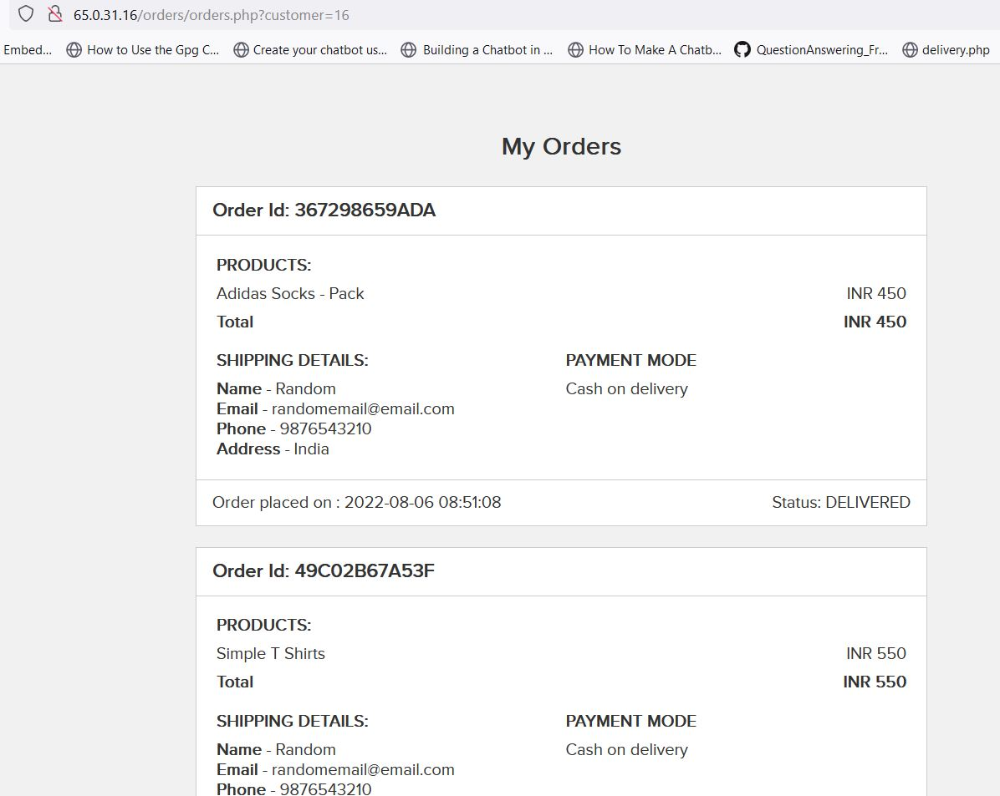 65.0.31.16/orders/orders.php?customer=16
Embed... How to Use the Gpg C... Create your chatbot us... Building a Chatbot in ... How To Make A Chatb... QuestionAnswering_Fr... delivery.php
My Orders
Order Id: 367298659ADA
PRODUCTS:
Adidas Socks - Pack INR 450
Total INR 450
SHIPPING DETAILS: PAYMENT MODE
Name - Random Cash on delivery
Email - randomemail@email.com
Phone - 9876543210
Address - India
Order placed on : 2022-08-06 08:51:08 Status: DELIVERED
Order Id: 49C02B67A53F
PRODUCTS:
Simple T Shirts INR 550
Total INR 550
SHIPPING DETAILS: PAYMENT MODE
Name - Random Cash on delivery
Email - randomemail@email.com
Phone - 9876543210